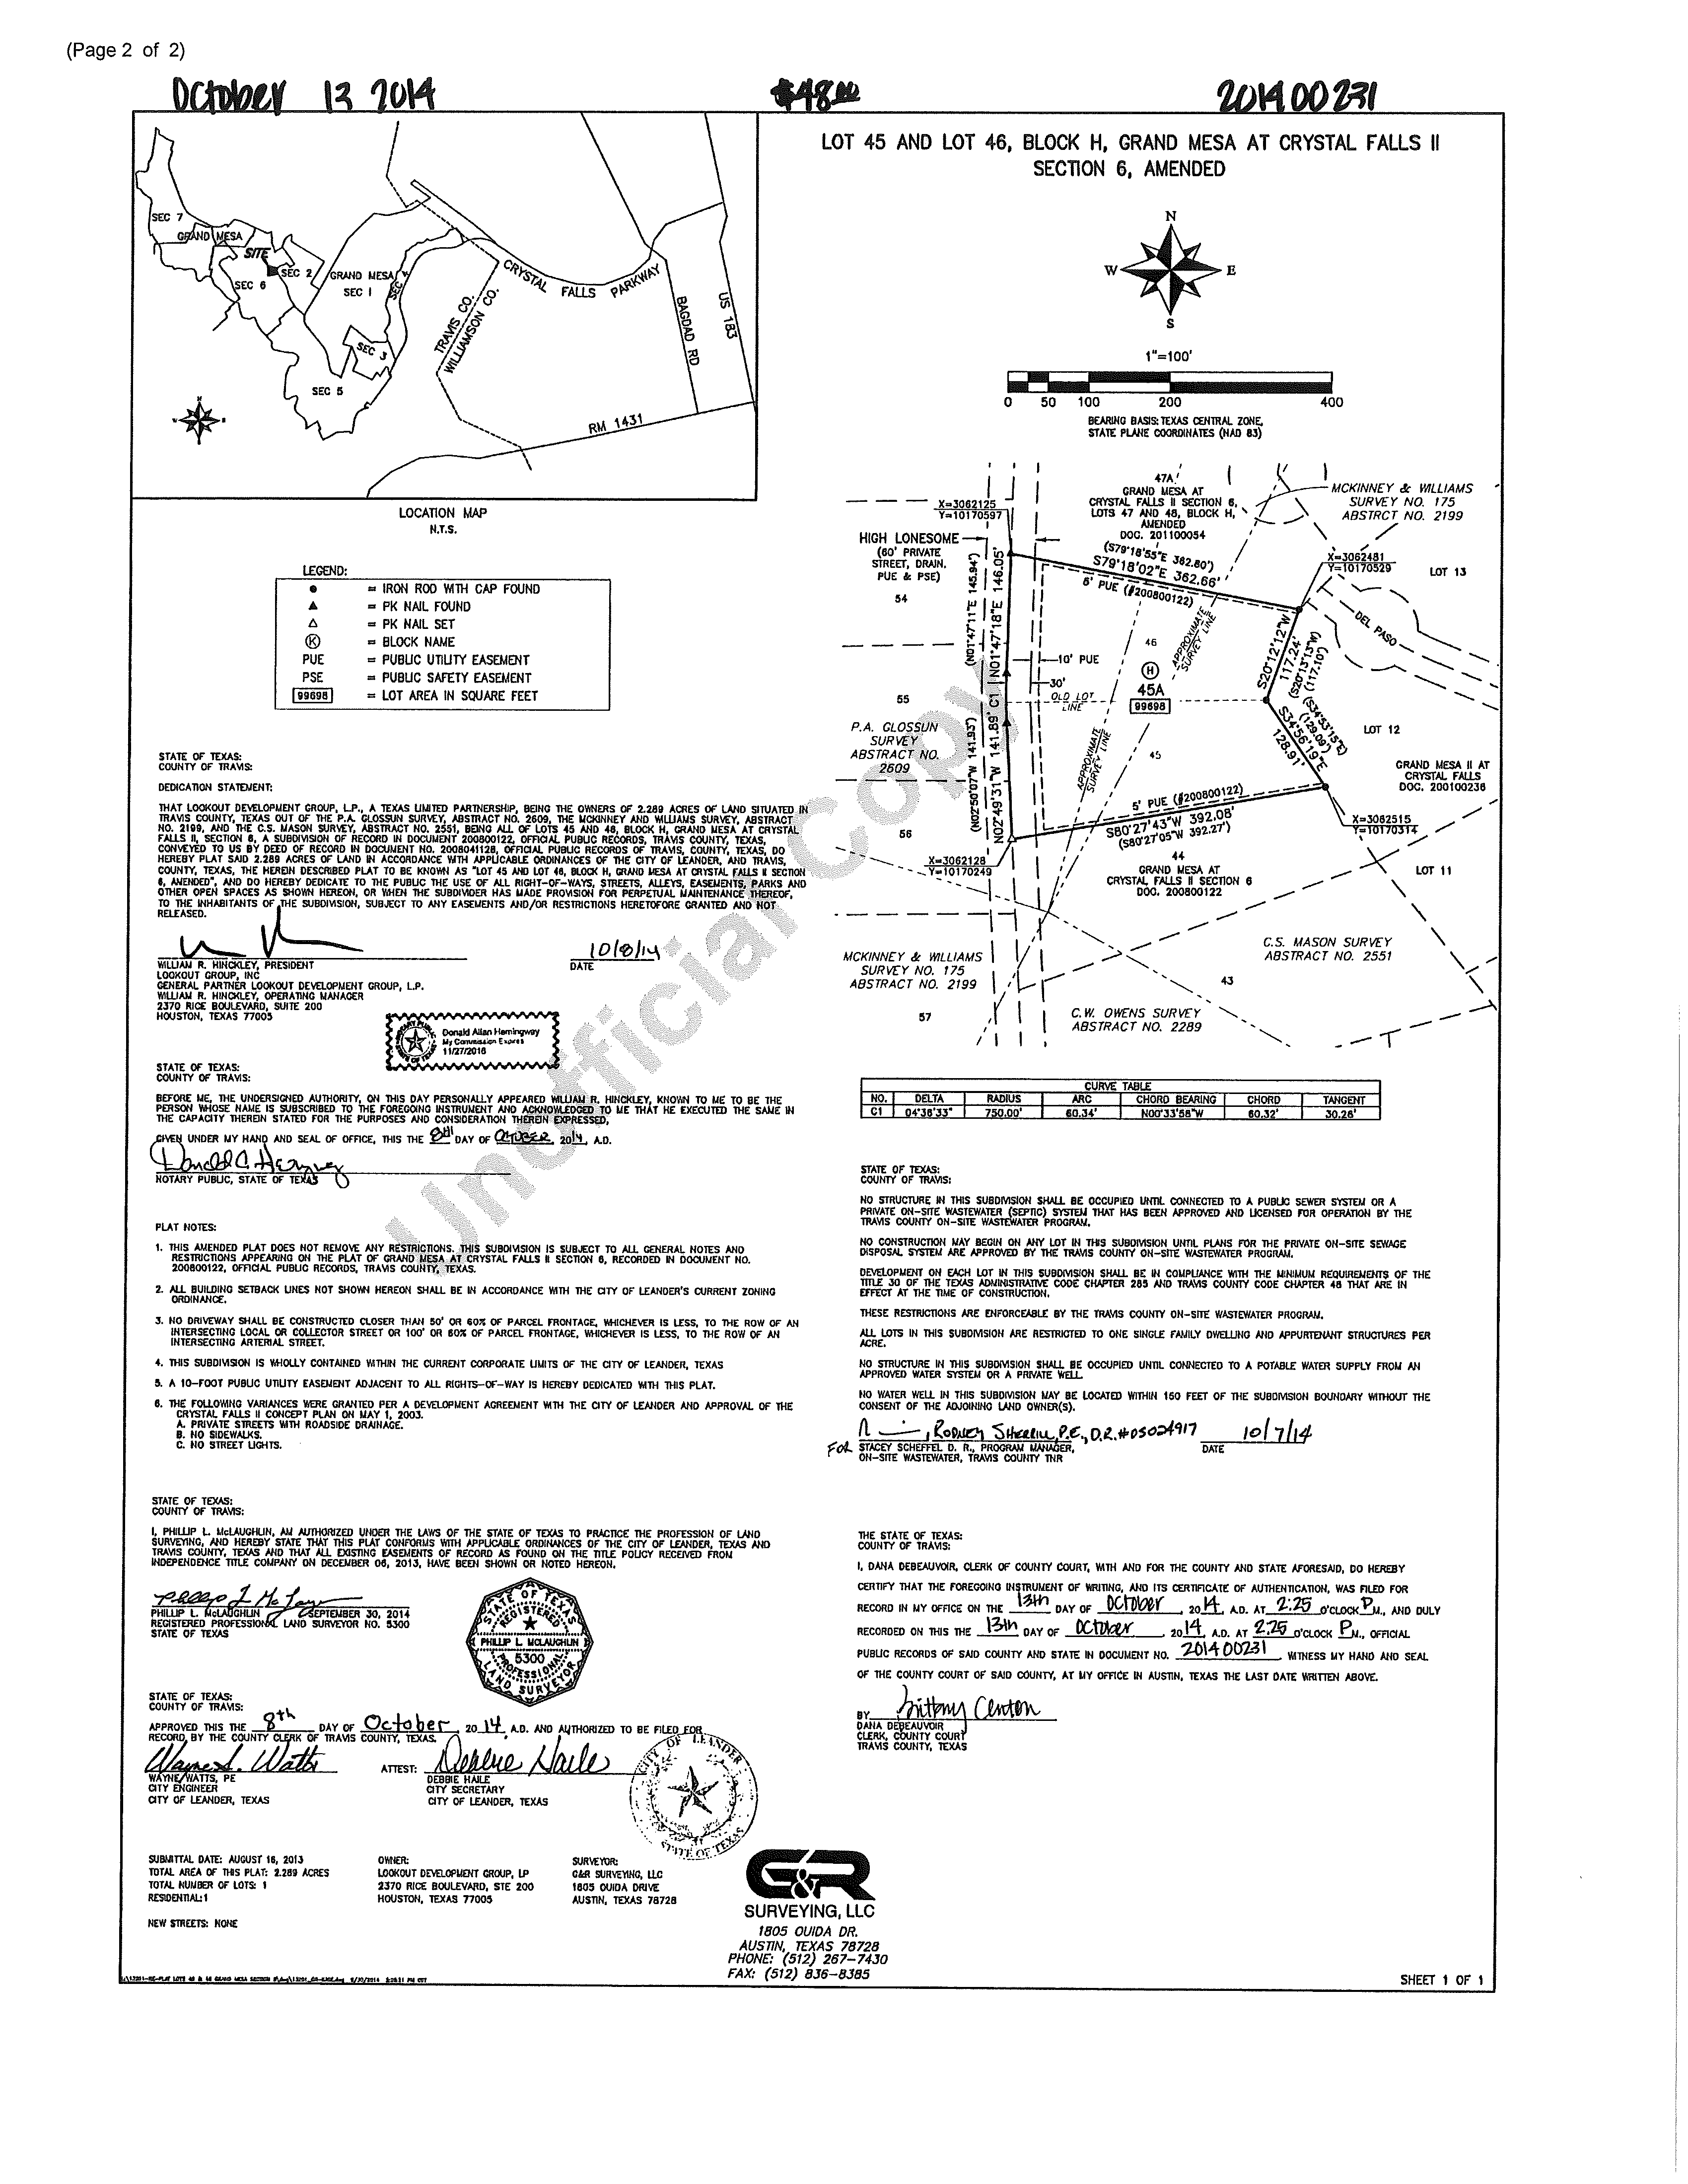 (Page 2 of 2)
October 13 2014
$48.00
201400231
SEC 7
GRAND MESA
SITE
SEC 2
SEC 6
GRAND MESA
SEC 1
SEC 4
SEC 3
SEC 5
TRAVIS CO.
WILLIAMSON CO.
CRYSTAL FALLS PARKWAY
BAGDAD RD
US 183
RM 1431
LOCATION MAP
N.T.S.
LEGEND:
● = IRON ROD WITH CAP FOUND
▲ = PK NAIL FOUND
△ = PK NAIL SET
Ⓚ = BLOCK NAME
PUE = PUBLIC UTILITY EASEMENT
PSE = PUBLIC SAFETY EASEMENT
99698 = LOT AREA IN SQUARE FEET
LOT 45 AND LOT 46, BLOCK H, GRAND MESA AT CRYSTAL FALLS II
SECTION 6, AMENDED
N
W
E
S
1"=100'
0 50 100 200 400
BEARING BASIS: TEXAS CENTRAL ZONE,
STATE PLANE COORDINATES (NAD 83)
47A
GRAND MESA AT
CRYSTAL FALLS II SECTION 6,
LOTS 47 AND 48, BLOCK H,
AMENDED
DOC. 201100054
MCKINNEY & WILLIAMS
SURVEY NO. 175
ABSTRCT NO. 2199
X=3062125
Y=10170597
HIGH LONESOME
(60' PRIVATE
STREET, DRAIN.
PUE & PSE)
(S79°18'55"E 362.80')
S79°18'02"E 362.66'
5' PUE (#200800122)
X=3062481
Y=10170529
LOT 13
DEL PASO
54
(N01°47'11"E 145.94')
N01°47'18"E 146.05'
46
APPROXIMATE
SURVEY LINE
S20°12'12"W
117.24'
(S20°13'13"W)
(117.10')
10' PUE
30'
Ⓗ
45A
99698
OLD LOT
LINE
55
C1
P.A. GLOSSUN
SURVEY
ABSTRACT NO.
2609
(N02°50'07"W 141.93')
N02°49'31"W 141.89'
APPROXIMATE
SURVEY LINE
45
(S34°53'15"E)
(129.09')
S34°56'19"E
128.91'
LOT 12
GRAND MESA II AT
CRYSTAL FALLS
DOC. 200100236
5' PUE (#200800122)
S80°27'43"W 392.08'
(S80°27'05"W 392.27')
X=3062515
Y=10170314
56
X=3062128
Y=10170249
44
GRAND MESA AT
CRYSTAL FALLS II SECTION 6
DOC. 200800122
LOT 11
C.S. MASON SURVEY
ABSTRACT NO. 2551
MCKINNEY & WILLIAMS
SURVEY NO. 175
ABSTRACT NO. 2199
43
57
C.W. OWENS SURVEY
ABSTRACT NO. 2289
CURVE TABLE
NO. DELTA RADIUS ARC CHORD BEARING CHORD TANGENT
C1 04°36'33" 750.00' 60.34' N00°33'58"W 60.32' 30.26'
STATE OF TEXAS:
COUNTY OF TRAVIS:
DEDICATION STATEMENT:
THAT LOOKOUT DEVELOPMENT GROUP, L.P., A TEXAS LIMITED PARTNERSHIP, BEING THE OWNERS OF 2.289 ACRES OF LAND SITUATED IN
TRAVIS COUNTY, TEXAS OUT OF THE P.A. GLOSSUN SURVEY, ABSTRACT NO. 2609, THE MCKINNEY AND WILLIAMS SURVEY, ABSTRACT
NO. 2199, AND THE C.S. MASON SURVEY, ABSTRACT NO. 2551, BEING ALL OF LOTS 45 AND 46, BLOCK H, GRAND MESA AT CRYSTAL
FALLS II, SECTION 6, A SUBDIVISION OF RECORD IN DOCUMENT 200800122, OFFICIAL PUBLIC RECORDS, TRAVIS COUNTY, TEXAS,
CONVEYED TO US BY DEED OF RECORD IN DOCUMENT NO. 2008041128, OFFICIAL PUBLIC RECORDS OF TRAVIS, COUNTY, TEXAS, DO
HEREBY PLAT SAID 2.289 ACRES OF LAND IN ACCORDANCE WITH APPLICABLE ORDINANCES OF THE CITY OF LEANDER, AND TRAVIS,
COUNTY, TEXAS, THE HEREIN DESCRIBED PLAT TO BE KNOWN AS "LOT 45 AND LOT 46, BLOCK H, GRAND MESA AT CRYSTAL FALLS II SECTION
6, AMENDED", AND DO HEREBY DEDICATE TO THE PUBLIC THE USE OF ALL RIGHT-OF-WAYS, STREETS, ALLEYS, EASEMENTS, PARKS AND
OTHER OPEN SPACES AS SHOWN HEREON, OR WHEN THE SUBDIVIDER HAS MADE PROVISION FOR PERPETUAL MAINTENANCE THEREOF,
TO THE INHABITANTS OF THE SUBDIVISION, SUBJECT TO ANY EASEMENTS AND/OR RESTRICTIONS HERETOFORE GRANTED AND NOT
RELEASED.
10/8/14
DATE
WILLIAM R. HINCKLEY, PRESIDENT
LOOKOUT GROUP, INC
GENERAL PARTNER LOOKOUT DEVELOPMENT GROUP, L.P.
WILLIAM R. HINCKLEY, OPERATING MANAGER
2370 RICE BOULEVARD, SUITE 200
HOUSTON, TEXAS 77005
Donald Allan Hemingway
My Commission Expires
11/27/2016
STATE OF TEXAS:
COUNTY OF TRAVIS:
BEFORE ME, THE UNDERSIGNED AUTHORITY, ON THIS DAY PERSONALLY APPEARED WILLIAM R. HINCKLEY, KNOWN TO ME TO BE THE
PERSON WHOSE NAME IS SUBSCRIBED TO THE FOREGOING INSTRUMENT AND ACKNOWLEDGED TO ME THAT HE EXECUTED THE SAME IN
THE CAPACITY THEREIN STATED FOR THE PURPOSES AND CONSIDERATION THEREIN EXPRESSED,
GIVEN UNDER MY HAND AND SEAL OF OFFICE, THIS THE 8th DAY OF OCTOBER, 2014, A.D.
NOTARY PUBLIC, STATE OF TEXAS
PLAT NOTES:
1. THIS AMENDED PLAT DOES NOT REMOVE ANY RESTRICTIONS. THIS SUBDIVISION IS SUBJECT TO ALL GENERAL NOTES AND
RESTRICTIONS APPEARING ON THE PLAT OF GRAND MESA AT CRYSTAL FALLS II SECTION 6, RECORDED IN DOCUMENT NO.
200800122, OFFICIAL PUBLIC RECORDS, TRAVIS COUNTY, TEXAS.
2. ALL BUILDING SETBACK LINES NOT SHOWN HEREON SHALL BE IN ACCORDANCE WITH THE CITY OF LEANDER'S CURRENT ZONING
ORDINANCE.
3. NO DRIVEWAY SHALL BE CONSTRUCTED CLOSER THAN 50' OR 60% OF PARCEL FRONTAGE, WHICHEVER IS LESS, TO THE ROW OF AN
INTERSECTING LOCAL OR COLLECTOR STREET OR 100' OR 60% OF PARCEL FRONTAGE, WHICHEVER IS LESS, TO THE ROW OF AN
INTERSECTING ARTERIAL STREET.
4. THIS SUBDIVISION IS WHOLLY CONTAINED WITHIN THE CURRENT CORPORATE LIMITS OF THE CITY OF LEANDER, TEXAS
5. A 10-FOOT PUBLIC UTILITY EASEMENT ADJACENT TO ALL RIGHTS-OF-WAY IS HEREBY DEDICATED WITH THIS PLAT.
6. THE FOLLOWING VARIANCES WERE GRANTED PER A DEVELOPMENT AGREEMENT WITH THE CITY OF LEANDER AND APPROVAL OF THE
CRYSTAL FALLS II CONCEPT PLAN ON MAY 1, 2003.
A. PRIVATE STREETS WITH ROADSIDE DRAINAGE.
B. NO SIDEWALKS.
C. NO STREET LIGHTS.
STATE OF TEXAS:
COUNTY OF TRAVIS:
I, PHILLIP L. McLAUGHLIN, AM AUTHORIZED UNDER THE LAWS OF THE STATE OF TEXAS TO PRACTICE THE PROFESSION OF LAND
SURVEYING, AND HEREBY STATE THAT THIS PLAT CONFORMS WITH APPLICABLE ORDINANCES OF THE CITY OF LEANDER, TEXAS AND
TRAVIS COUNTY, TEXAS AND THAT ALL EXISTING EASEMENTS OF RECORD AS FOUND ON THE TITLE POLICY RECEIVED FROM
INDEPENDENCE TITLE COMPANY ON DECEMBER 06, 2013, HAVE BEEN SHOWN OR NOTED HEREON.
PHILLIP L. McLAUGHLIN SEPTEMBER 30, 2014
REGISTERED PROFESSIONAL LAND SURVEYOR NO. 5300
STATE OF TEXAS
STATE OF TEXAS
REGISTERED
PHILLIP L. MCLAUGHLIN
5300
PROFESSIONAL
LAND SURVEYOR
STATE OF TEXAS:
COUNTY OF TRAVIS:
APPROVED THIS THE 8th DAY OF October, 2014 A.D. AND AUTHORIZED TO BE FILED FOR
RECORD, BY THE COUNTY CLERK OF TRAVIS COUNTY, TEXAS.
Wayne S. Watts
ATTEST: Debbie Haile
WAYNE WATTS, PE
CITY ENGINEER
CITY OF LEANDER, TEXAS
DEBBIE HAILE
CITY SECRETARY
CITY OF LEANDER, TEXAS
CITY OF LEANDER
STATE OF TEXAS
SUBMITTAL DATE: AUGUST 16, 2013
TOTAL AREA OF THIS PLAT: 2.289 ACRES
TOTAL NUMBER OF LOTS: 1
RESIDENTIAL:1
NEW STREETS: NONE
OWNER:
LOOKOUT DEVELOPMENT GROUP, LP
2370 RICE BOULEVARD, STE 200
HOUSTON, TEXAS 77005
SURVEYOR:
G&R SURVEYING, LLC
1805 OUIDA DRIVE
AUSTIN, TEXAS 78728
G&R
SURVEYING, LLC
1805 OUIDA DR.
AUSTIN, TEXAS 78728
PHONE: (512) 267-7430
FAX: (512) 836-8385
STATE OF TEXAS:
COUNTY OF TRAVIS:
NO STRUCTURE IN THIS SUBDIVISION SHALL BE OCCUPIED UNTIL CONNECTED TO A PUBLIC SEWER SYSTEM OR A
PRIVATE ON-SITE WASTEWATER (SEPTIC) SYSTEM THAT HAS BEEN APPROVED AND LICENSED FOR OPERATION BY THE
TRAVIS COUNTY ON-SITE WASTEWATER PROGRAM.
NO CONSTRUCTION MAY BEGIN ON ANY LOT IN THIS SUBDIVISION UNTIL PLANS FOR THE PRIVATE ON-SITE SEWAGE
DISPOSAL SYSTEM ARE APPROVED BY THE TRAVIS COUNTY ON-SITE WASTEWATER PROGRAM.
DEVELOPMENT ON EACH LOT IN THIS SUBDIVISION SHALL BE IN COMPLIANCE WITH THE MINIMUM REQUIREMENTS OF THE
TITLE 30 OF THE TEXAS ADMINISTRATIVE CODE CHAPTER 285 AND TRAVIS COUNTY CODE CHAPTER 48 THAT ARE IN
EFFECT AT THE TIME OF CONSTRUCTION.
THESE RESTRICTIONS ARE ENFORCEABLE BY THE TRAVIS COUNTY ON-SITE WASTEWATER PROGRAM.
ALL LOTS IN THIS SUBDIVISION ARE RESTRICTED TO ONE SINGLE FAMILY DWELLING AND APPURTENANT STRUCTURES PER
ACRE.
NO STRUCTURE IN THIS SUBDIVISION SHALL BE OCCUPIED UNTIL CONNECTED TO A POTABLE WATER SUPPLY FROM AN
APPROVED WATER SYSTEM OR A PRIVATE WELL.
NO WATER WELL IN THIS SUBDIVISION MAY BE LOCATED WITHIN 150 FEET OF THE SUBDIVISION BOUNDARY WITHOUT THE
CONSENT OF THE ADJOINING LAND OWNER(S).
, RODNEY SHERRILL, P.E., D.R. #OS024917 10/7/14
FOR STACEY SCHEFFEL D. R., PROGRAM MANAGER, DATE
ON-SITE WASTEWATER, TRAVIS COUNTY TNR
THE STATE OF TEXAS:
COUNTY OF TRAVIS:
I, DANA DEBEAUVOIR, CLERK OF COUNTY COURT, WITH AND FOR THE COUNTY AND STATE AFORESAID, DO HEREBY
CERTIFY THAT THE FOREGOING INSTRUMENT OF WRITING, AND ITS CERTIFICATE OF AUTHENTICATION, WAS FILED FOR
RECORD IN MY OFFICE ON THE 13th DAY OF October, 2014, A.D. AT 2:25 O'CLOCK P.M., AND DULY
RECORDED ON THIS THE 13th DAY OF October, 2014, A.D. AT 2:25 O'CLOCK P M., OFFICIAL
PUBLIC RECORDS OF SAID COUNTY AND STATE IN DOCUMENT NO. 201400231. WITNESS MY HAND AND SEAL
OF THE COUNTY COURT OF SAID COUNTY, AT MY OFFICE IN AUSTIN, TEXAS THE LAST DATE WRITTEN ABOVE.
BY
DANA DEBEAUVOIR
CLERK, COUNTY COURT
TRAVIS COUNTY, TEXAS
SHEET 1 OF 1
Unofficial Copy